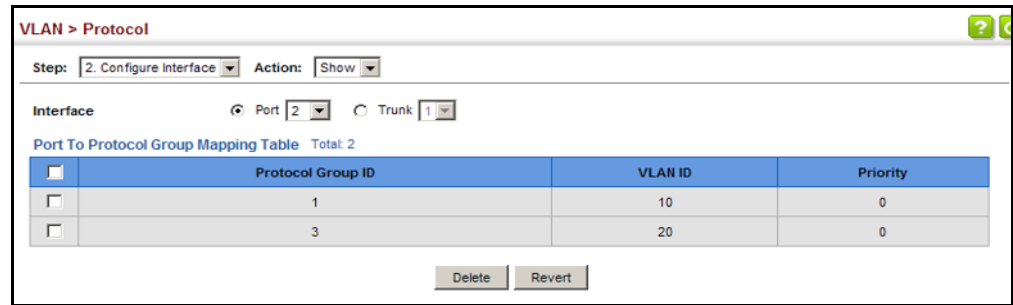 VLAN > Protocol ?
Step: 2. Configure Interface Action: Show
Interface Port 2 Trunk 1
Port To Protocol Group Mapping Table Total: 2
Protocol Group ID VLAN ID Priority
1 10 0
3 20 0
Delete Revert